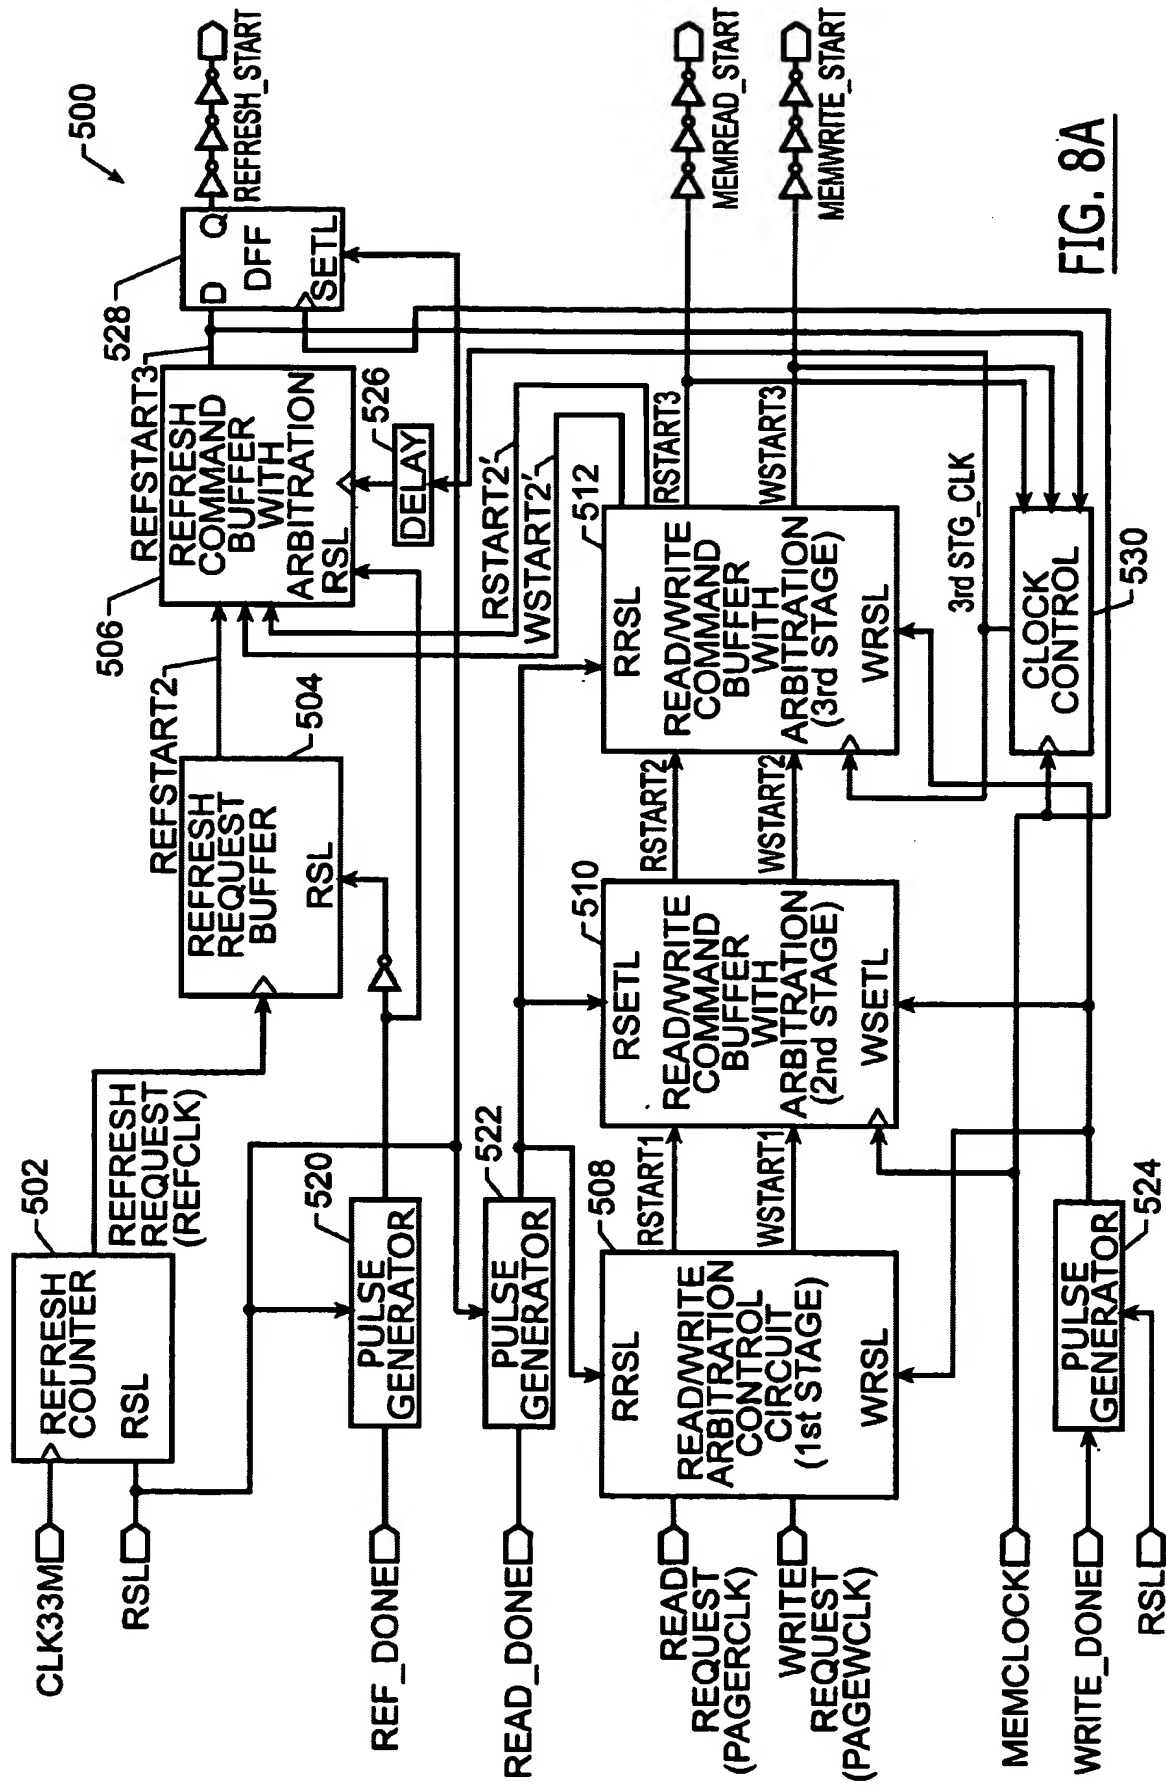 500
CLK33M
RSL
502
REFRESH
COUNTER
RSL
REFRESH
REQUEST
(REFCLK)
REFSTART2
504
REFRESH
REQUEST
BUFFER
RSL
506
REFSTART3
REFRESH
COMMAND
BUFFER
WITH
ARBITRATION
RSL
528
D
Q
DFF
SETL
REFRESH_START
526
DELAY
REF_DONE
520
PULSE
GENERATOR
READ_DONE
522
PULSE
GENERATOR
RSTART2'
WSTART2'
READ
REQUEST
(PAGERCLK)
WRITE
REQUEST
(PAGEWCLK)
508
RRSL
READ/WRITE
ARBITRATION
CONTROL
CIRCUIT
(1st STAGE)
WRSL
RSTART1
WSTART1
510
RSETL
READ/WRITE
COMMAND
BUFFER
WITH
ARBITRATION
(2nd STAGE)
WSETL
RSTART2
WSTART2
512
RRSL
READ/WRITE
COMMAND
BUFFER
WITH
ARBITRATION
(3rd STAGE)
WRSL
RSTART3
WSTART3
MEMREAD_START
MEMWRITE_START
MEMCLOCK
WRITE_DONE
RSL
PULSE
GENERATOR
524
3rd STG_CLK
CLOCK
CONTROL
530
FIG. 8A